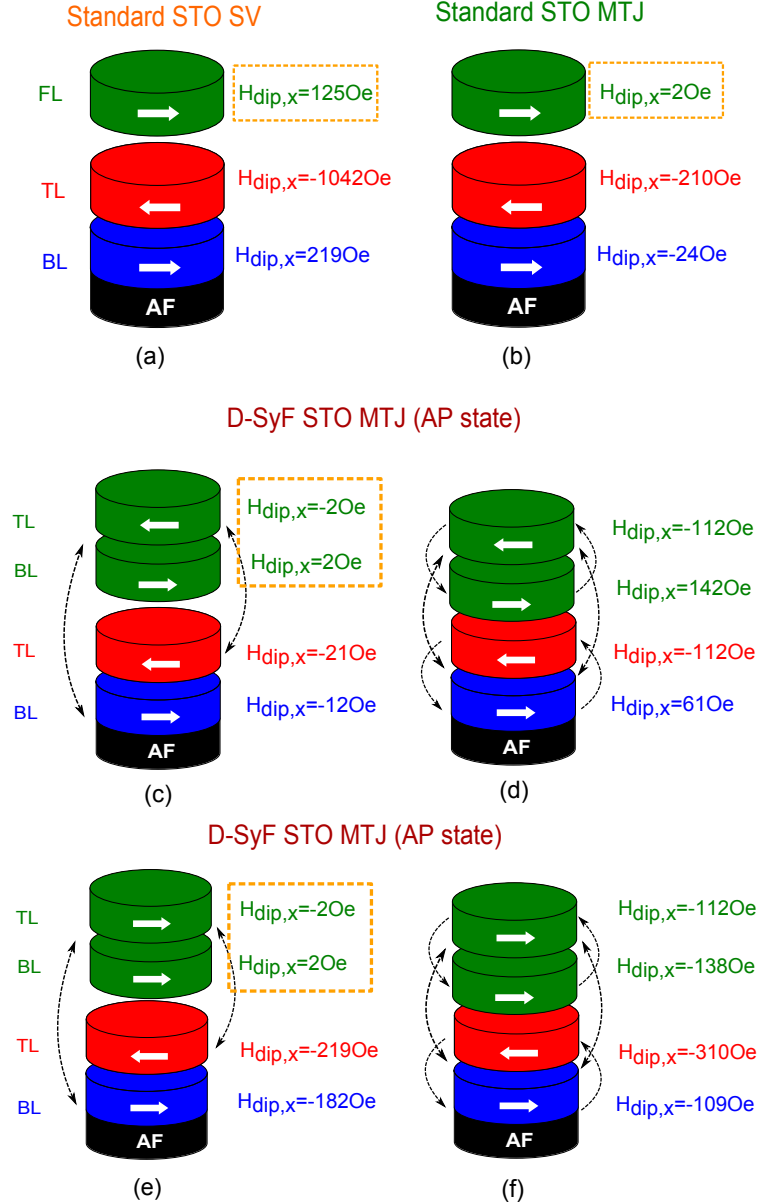 Standard STO SV
Standard STO MTJ
FL
Hdip,x=125Oe
Hdip,x=2Oe
TL
Hdip,x=-1042Oe
Hdip,x=-210Oe
BL
Hdip,x=219Oe
Hdip,x=-24Oe
AF
AF
(a)
(b)
D-SyF STO MTJ (AP state)
TL
Hdip,x=-2Oe
Hdip,x=-112Oe
BL
Hdip,x=2Oe
Hdip,x=142Oe
TL
Hdip,x=-21Oe
Hdip,x=-112Oe
BL
Hdip,x=-12Oe
Hdip,x=61Oe
AF
AF
(c)
(d)
D-SyF STO MTJ (AP state)
TL
Hdip,x=-2Oe
Hdip,x=-112Oe
BL
Hdip,x=2Oe
Hdip,x=-138Oe
TL
Hdip,x=-219Oe
Hdip,x=-310Oe
BL
Hdip,x=-182Oe
Hdip,x=-109Oe
AF
AF
(e)
(f)